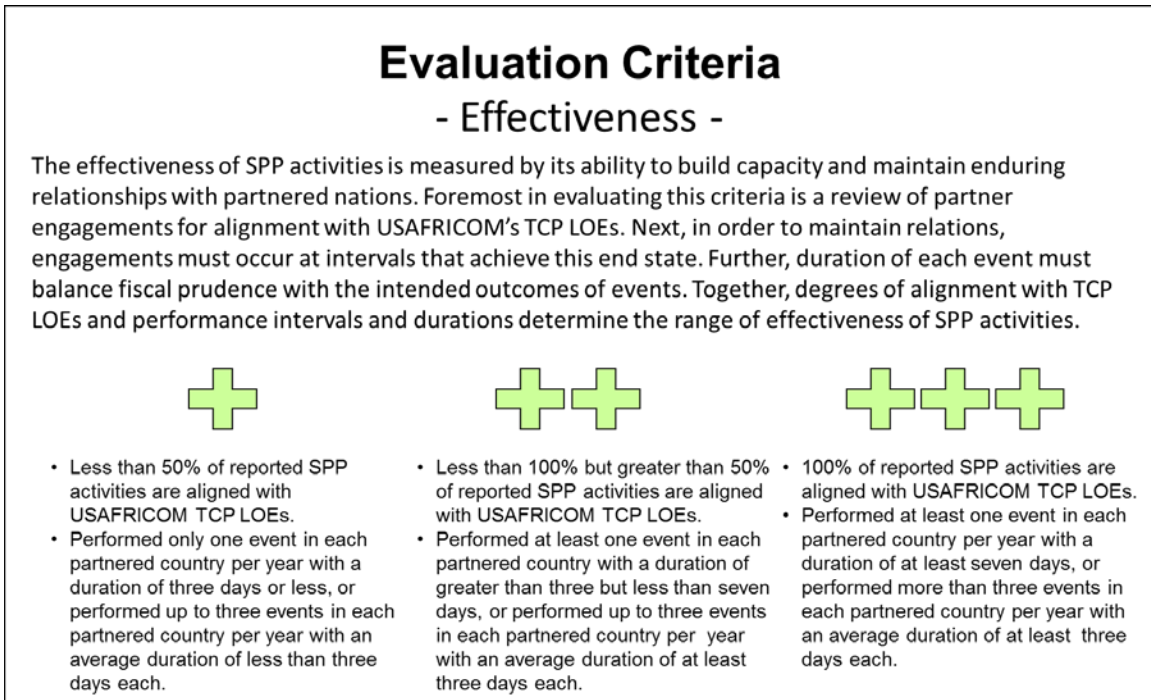 Evaluation Criteria
- Effectiveness -
The effectiveness of SPP activities is measured by its ability to build capacity and maintain enduring
relationships with partnered nations. Foremost in evaluating this criteria is a review of partner
engagements for alignment with USAFRICOM's TCP LOEs. Next, in order to maintain relations,
engagements must occur at intervals that achieve this end state. Further, duration of each event must
balance fiscal prudence with the intended outcomes of events. Together, degrees of alignment with TCP
LOEs and performance intervals and durations determine the range of effectiveness of SPP activities.
• Less than 50% of reported SPP
activities are aligned with
USAFRICOM TCP LOEs.
• Performed only one event in each
partnered country per year with a
duration of three days or less, or
performed up to three events in each
partnered country per year with an
average duration of less than three
days each.
• Less than 100% but greater than 50%
of reported SPP activities are aligned
with USAFRICOM TCP LOEs.
• Performed at least one event in each
partnered country with a duration of
greater than three but less than seven
days, or performed up to three events
in each partnered country per year
with an average duration of at least
three days each.
• 100% of reported SPP activities are
aligned with USAFRICOM TCP LOEs.
• Performed at least one event in each
partnered country per year with a
duration of at least seven days, or
performed more than three events in
each partnered country per year with
an average duration of at least three
days each.